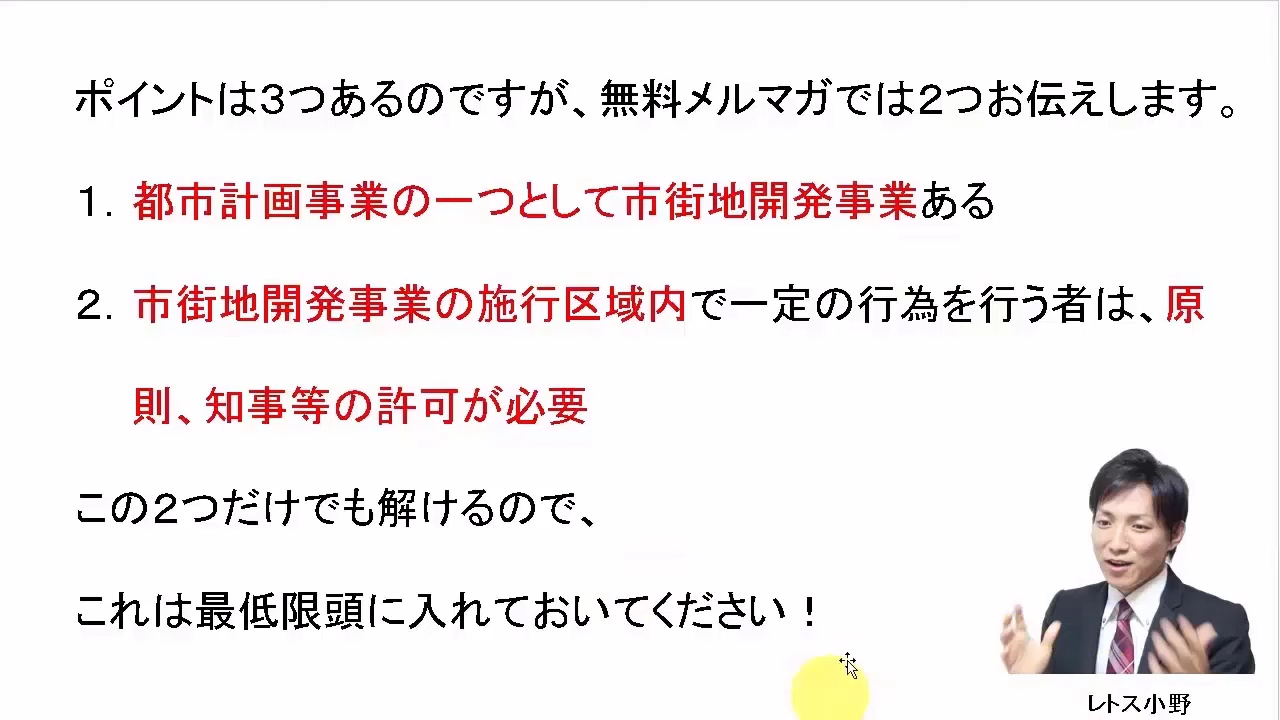 ポイントは３つあるのですが、無料メルマガでは２つお伝えします。
１．都市計画事業の一つとして市街地開発事業ある
２．市街地開発事業の施行区域内で一定の行為を行う者は、原
則、知事等の許可が必要
この２つだけでも解けるので、
これは最低限頭に入れておいてください！
レトス小野